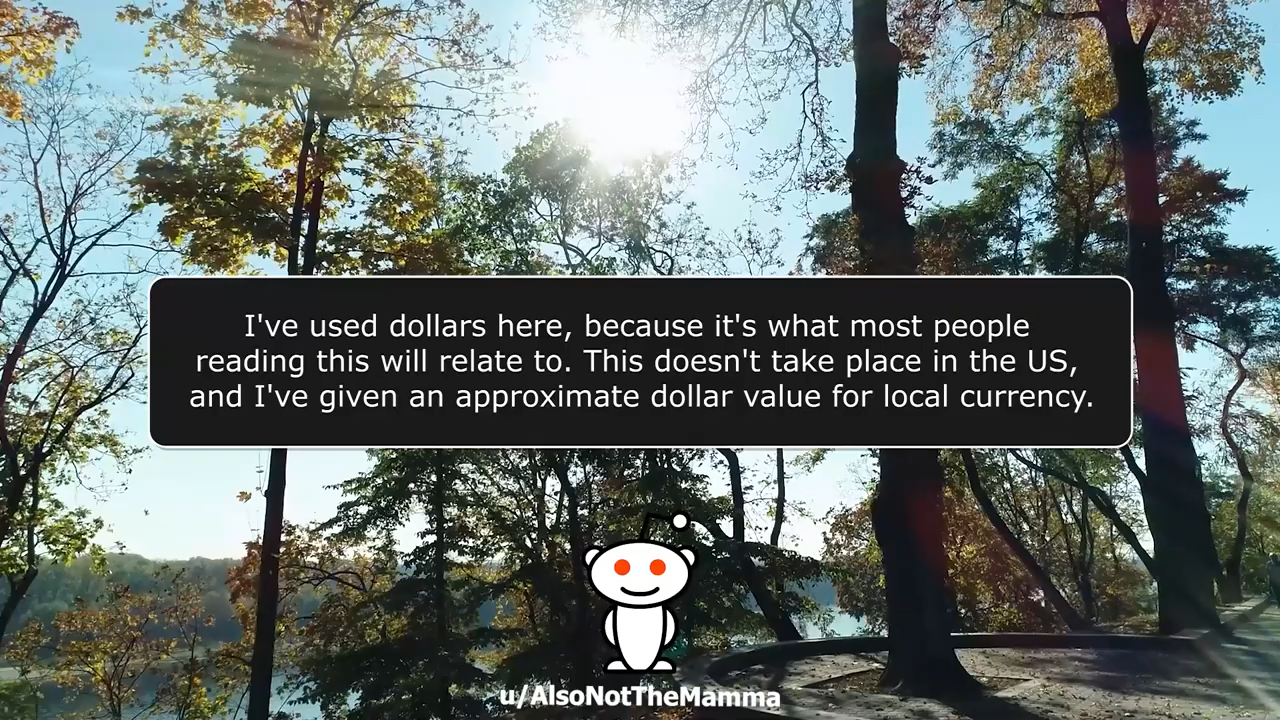 I've used dollars here, because it's what most people
reading this will relate to. This doesn't take place in the US,
and I've given an approximate dollar value for local currency.
u/AlsoNotTheMamma